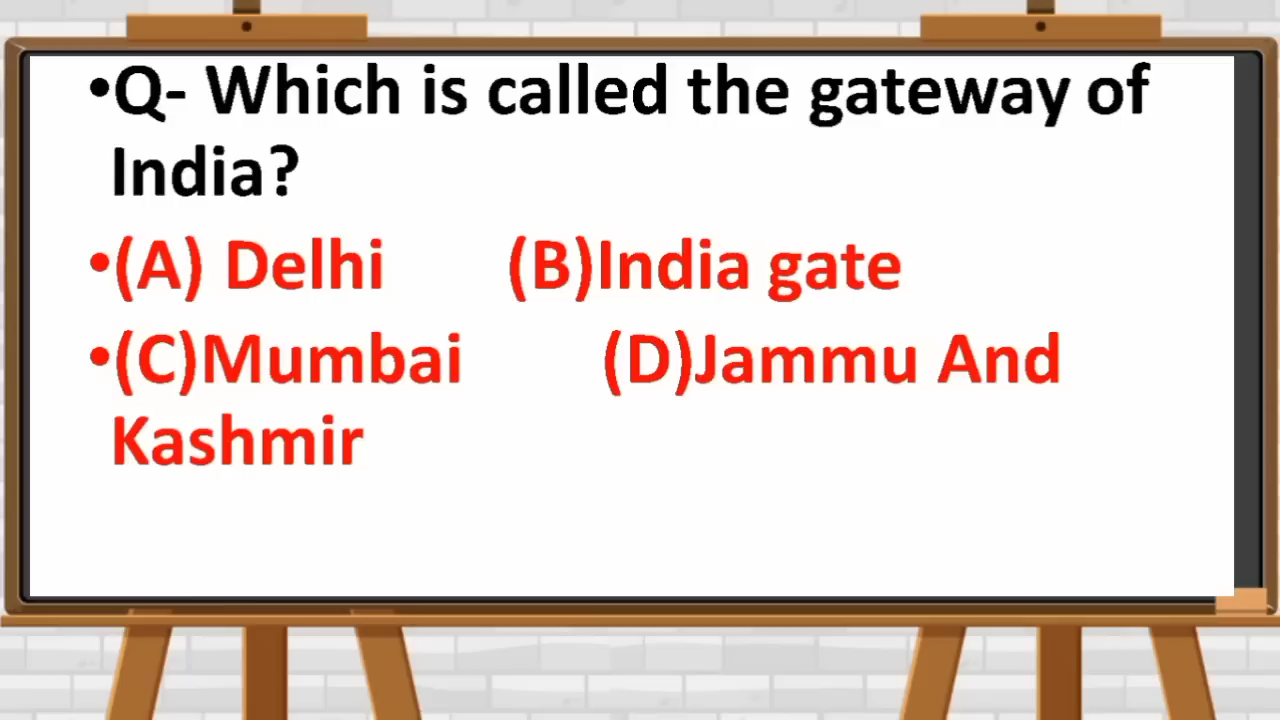 •Q- Which is called the gateway of
India?
•(A) Delhi (B)India gate
•(C)Mumbai (D)Jammu And
Kashmir